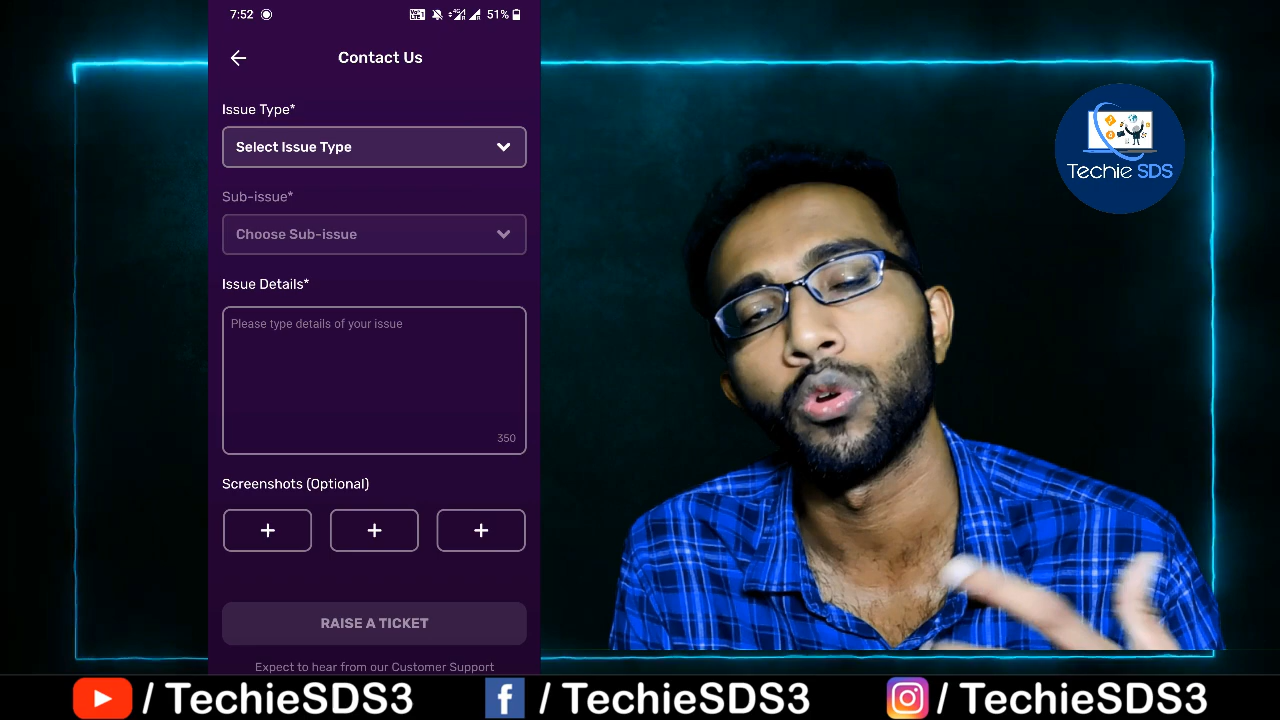 7:52
51%
Contact Us
Issue Type*
Select Issue Type
Sub-issue*
Choose Sub-issue
Issue Details*
Please type details of your issue
350
Screenshots (Optional)
+ + +
RAISE A TICKET
Expect to hear from our Customer Support
Techie SDS
/ TechieSDS3
/ TechieSDS3
/ TechieSDS3